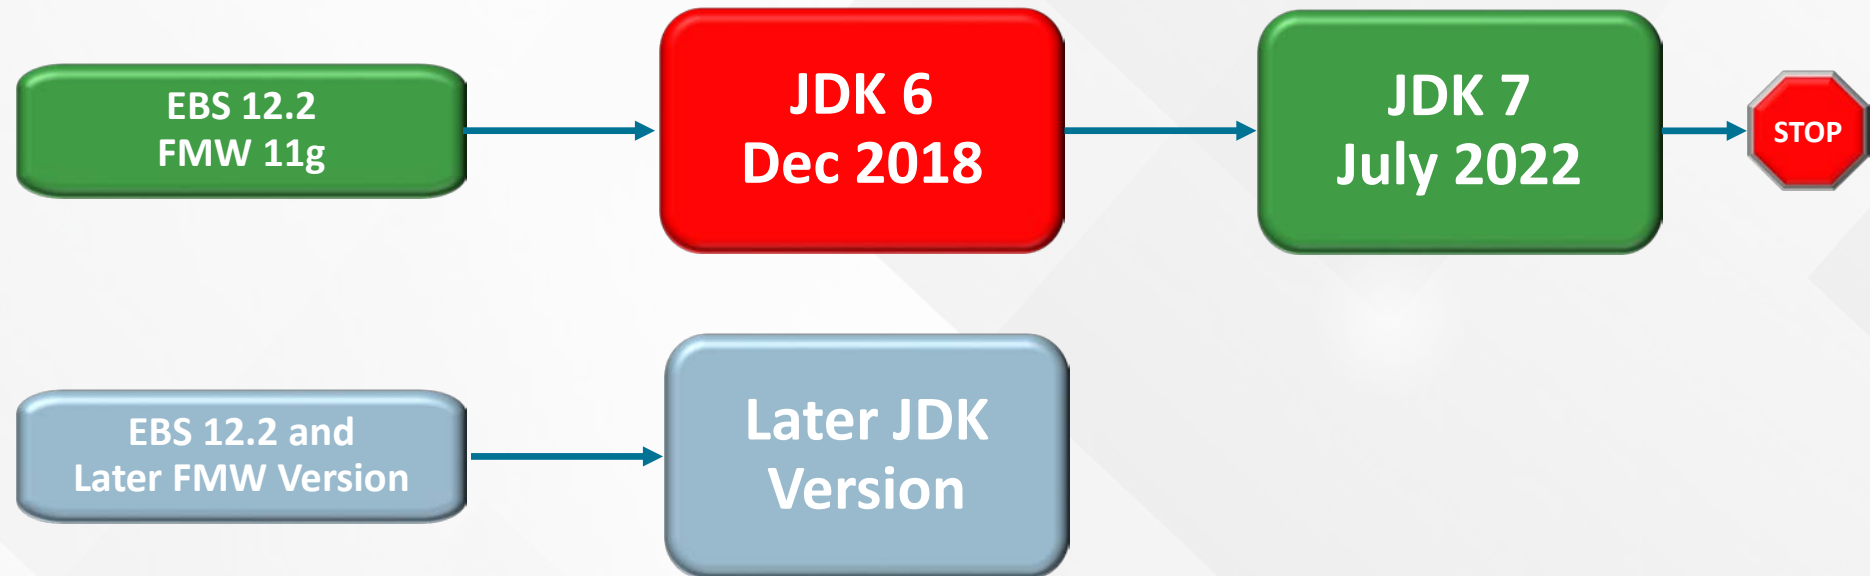 EBS 12.2
FMW 11g
JDK 6
Dec 2018
JDK 7
July 2022
STOP
EBS 12.2 and
Later FMW Version
Later JDK
Version